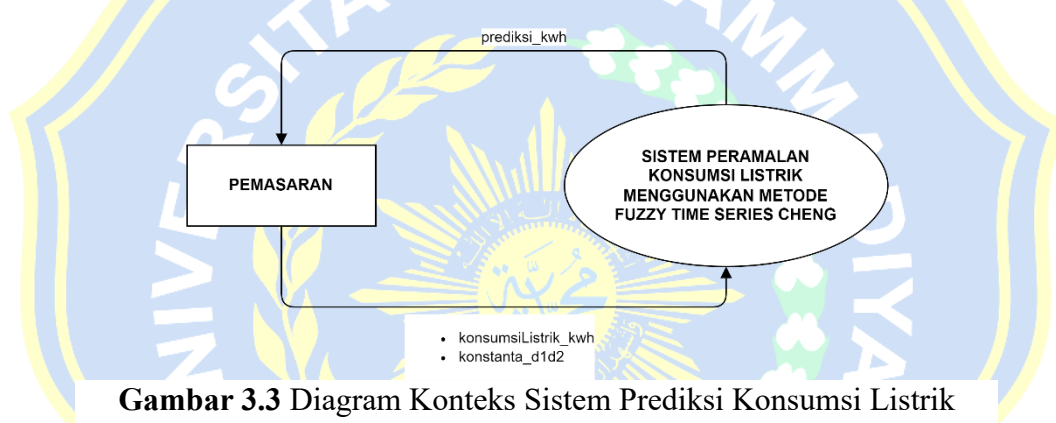 prediksi_kwh
PEMASARAN
SISTEM PERAMALAN
KONSUMSI LISTRIK
MENGGUNAKAN METODE
FUZZY TIME SERIES CHENG
• konsumsiListrik_kwh
• konstanta_d1d2
Gambar 3.3 Diagram Konteks Sistem Prediksi Konsumsi Listrik